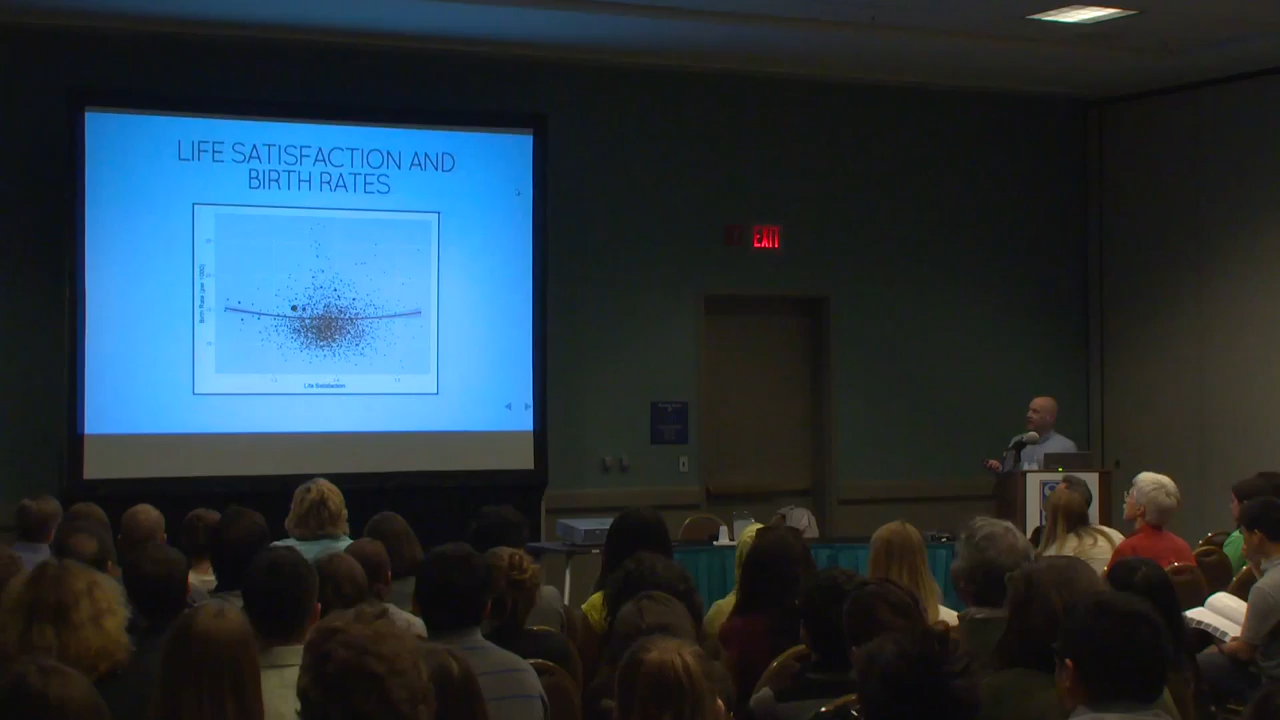 LIFE SATISFACTION AND
BIRTH RATES
Birth Rate (per 1000)
Life Satisfaction
EXIT